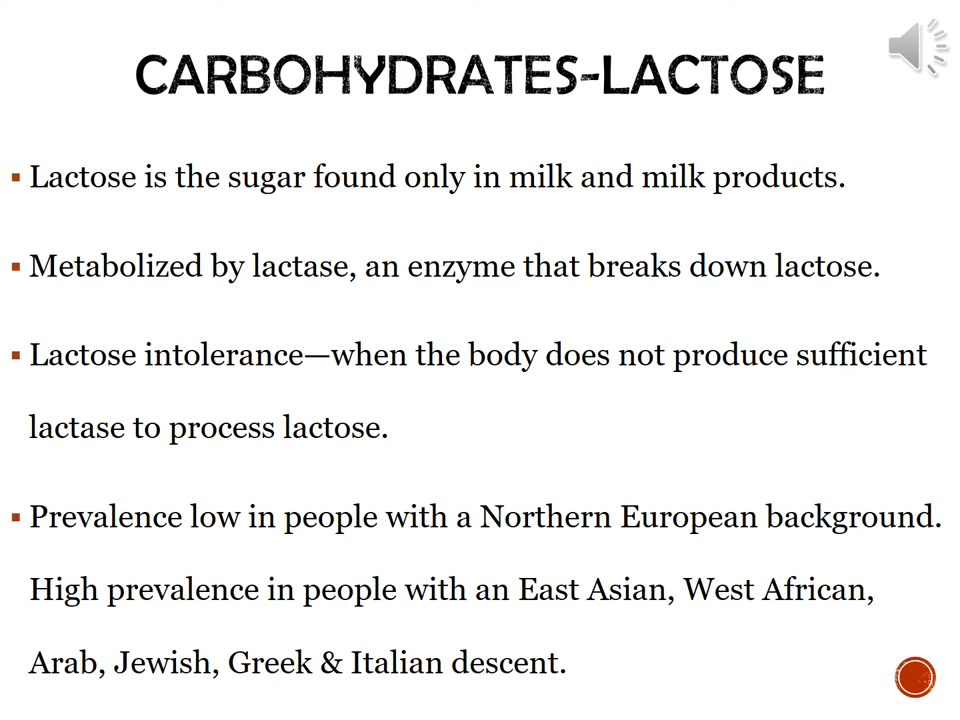 CARBOHYDRATES-LACTOSE
▪ Lactose is the sugar found only in milk and milk products.
▪ Metabolized by lactase, an enzyme that breaks down lactose.
▪ Lactose intolerance—when the body does not produce sufficient
lactase to process lactose.
▪ Prevalence low in people with a Northern European background.
High prevalence in people with an East Asian, West African,
Arab, Jewish, Greek & Italian descent.